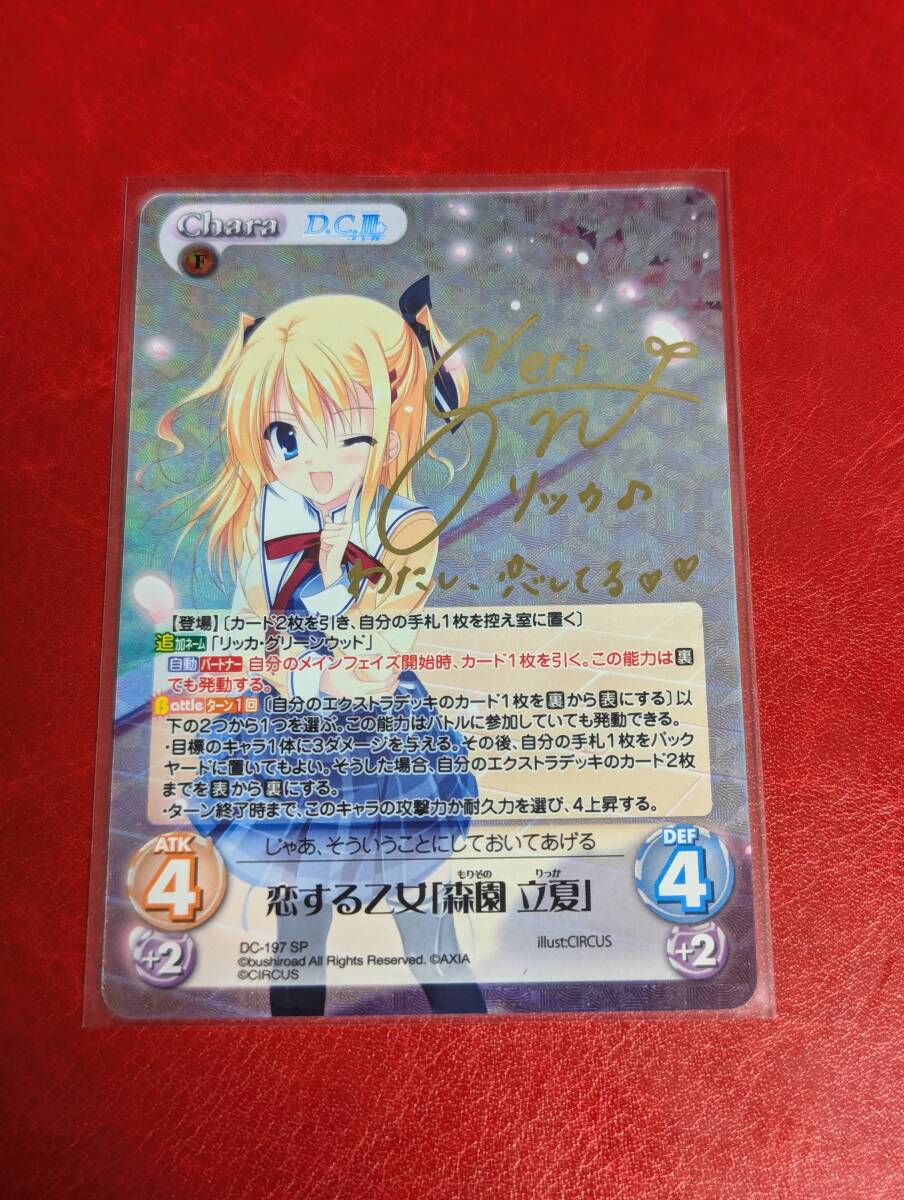 Chara D.C.Ⅲ
F
Yeri
リッカ♪
わたし、恋してる♡♡
【登場】〔カード2枚を引き、自分の手札1枚を控え室に置く〕
追加ネーム「リッカ・グリーンウッド」
自動 パートナー 自分のメインフェイズ開始時、カード1枚を引く。この能力は裏
でも発動する。
Battle ターン1回 〔自分のエクストラデッキのカード1枚を裏から表にする〕以
下の2つから1つを選ぶ。この能力はバトルに参加していても発動できる。
・目標のキャラ1体に3ダメージを与える。その後、自分の手札1枚をバック
ヤードに置いてもよい。そうした場合、自分のエクストラデッキのカード2枚
までを表から裏にする。
・ターン終了時まで、このキャラの攻撃力か耐久力を選び、4上昇する。
じゃあ、そういうことにしておいてあげる
ATK
4
+2
DEF
4
+2
もりその りっか
恋する乙女「森園 立夏」
DC-197 SP
illust:CIRCUS
©bushiroad All Rights Reserved. ©AXIA
©CIRCUS